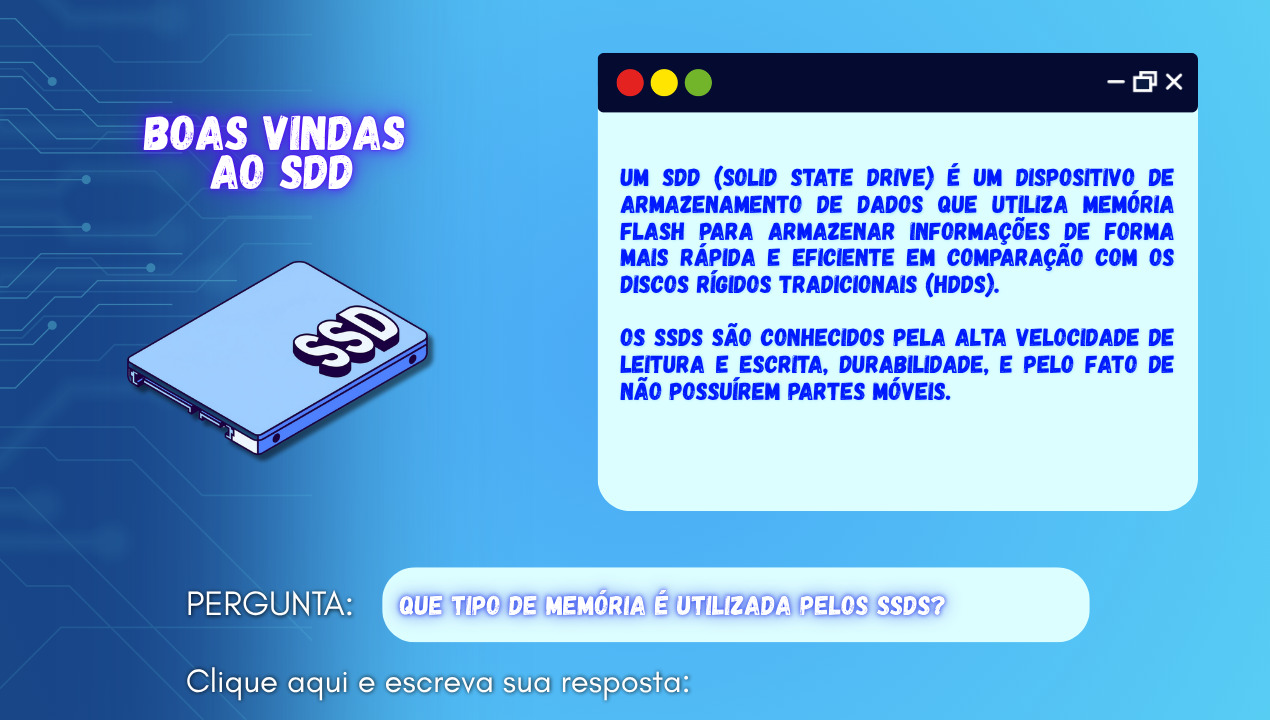 BOAS VINDAS
AO SDD
SSD
UM SDD (SOLID STATE DRIVE) É UM DISPOSITIVO DE
ARMAZENAMENTO DE DADOS QUE UTILIZA MEMÓRIA
FLASH PARA ARMAZENAR INFORMAÇÕES DE FORMA
MAIS RÁPIDA E EFICIENTE EM COMPARAÇÃO COM OS
DISCOS RÍGIDOS TRADICIONAIS (HDDS).
OS SSDS SÃO CONHECIDOS PELA ALTA VELOCIDADE DE
LEITURA E ESCRITA, DURABILIDADE, E PELO FATO DE
NÃO POSSUÍREM PARTES MÓVEIS.
PERGUNTA:
QUE TIPO DE MEMÓRIA É UTILIZADA PELOS SSDS?
Clique aqui e escreva sua resposta: